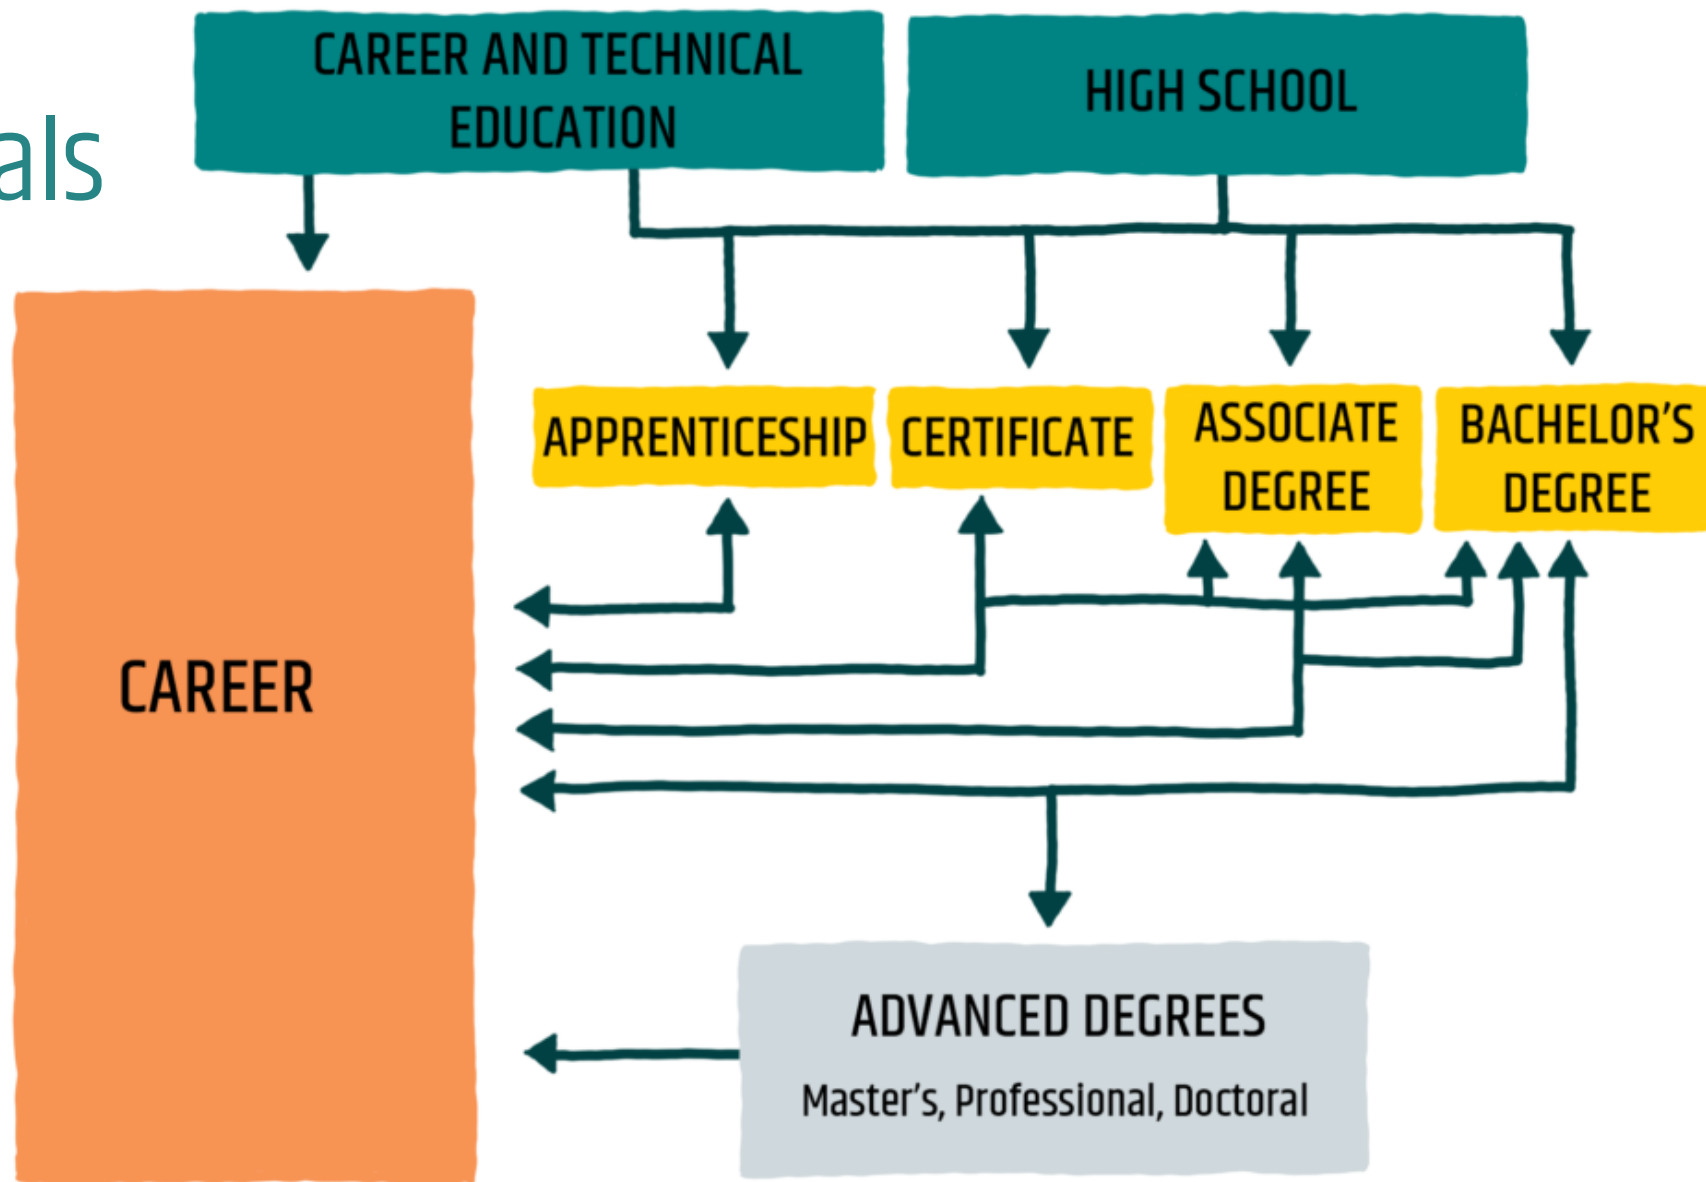 als
CAREER AND TECHNICAL
EDUCATION
HIGH SCHOOL
APPRENTICESHIP
CERTIFICATE
ASSOCIATE
DEGREE
BACHELOR'S
DEGREE
CAREER
ADVANCED DEGREES
Master's, Professional, Doctoral